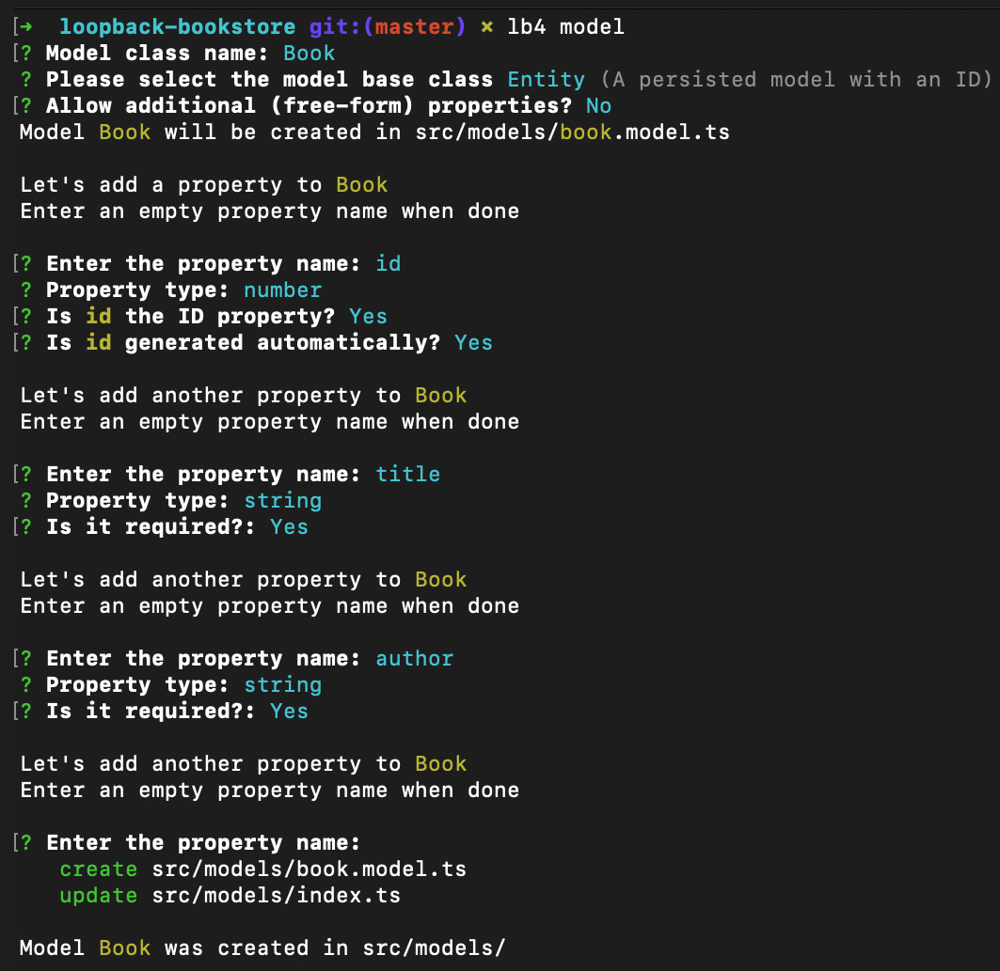 [➜  loopback-bookstore git:(master) × lb4 model
[? Model class name: Book
? Please select the model base class Entity (A persisted model with an ID)
[? Allow additional (free-form) properties? No
Model Book will be created in src/models/book.model.ts
Let's add a property to Book
Enter an empty property name when done
[? Enter the property name: id
? Property type: number
[? Is id the ID property? Yes
[? Is id generated automatically? Yes
Let's add another property to Book
Enter an empty property name when done
[? Enter the property name: title
? Property type: string
[? Is it required?: Yes
Let's add another property to Book
Enter an empty property name when done
[? Enter the property name: author
? Property type: string
[? Is it required?: Yes
Let's add another property to Book
Enter an empty property name when done
[? Enter the property name:
create src/models/book.model.ts
update src/models/index.ts
Model Book was created in src/models/